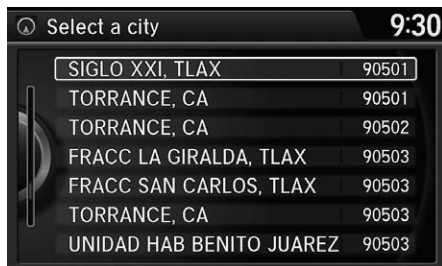 Select a city
9:30
SIGLO XXI, TLAX 90501
TORRANCE, CA 90501
TORRANCE, CA 90502
FRACC LA GIRALDA, TLAX 90503
FRACC SAN CARLOS, TLAX 90503
TORRANCE, CA 90503
UNIDAD HAB BENITO JUAREZ 90503